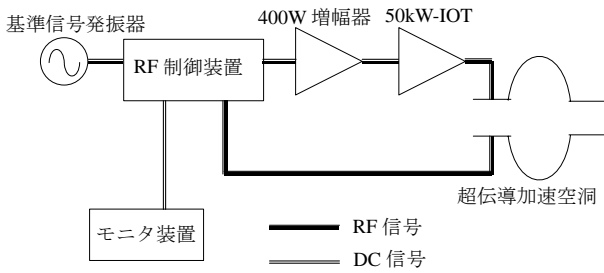 基準信号発振器
RF 制御装置
400W 増幅器
50kW-IOT
超伝導加速空洞
モニタ装置
RF 信号
DC 信号